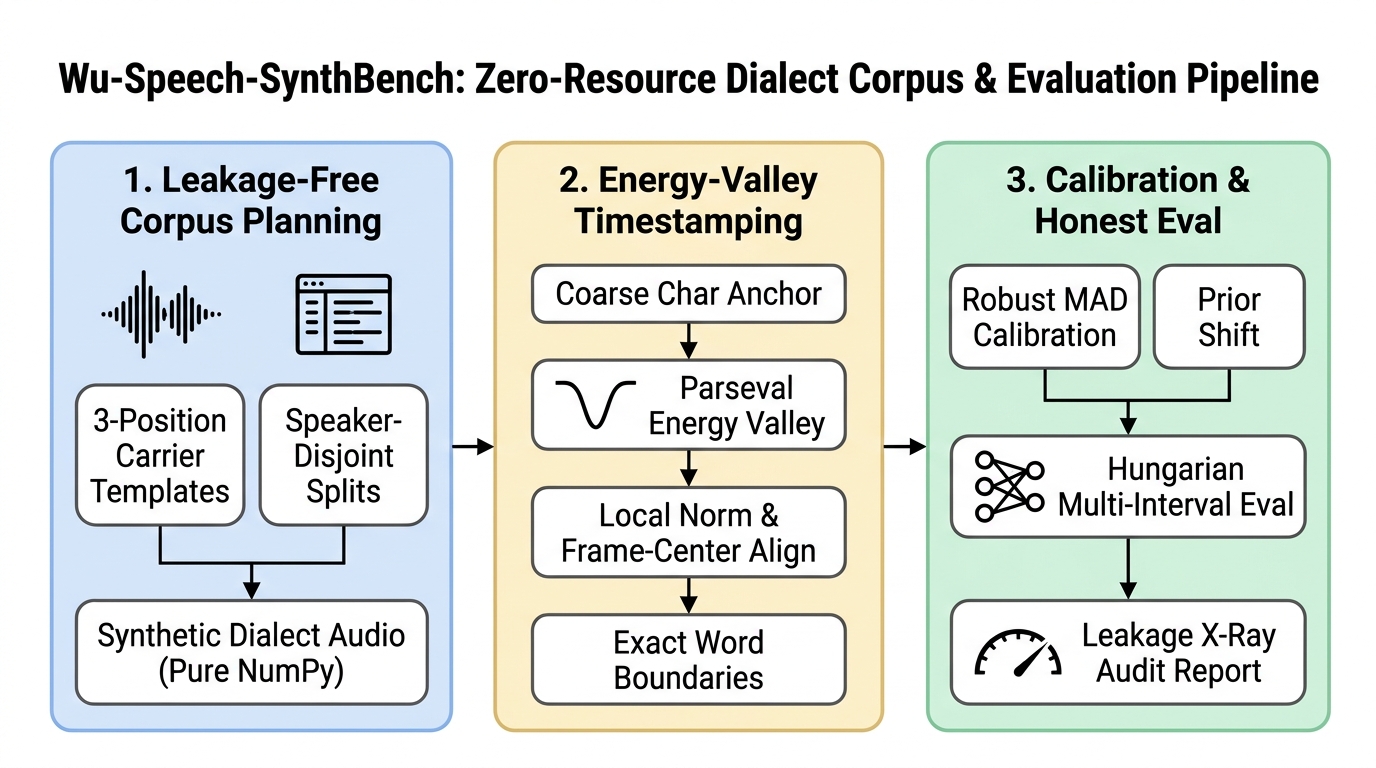 Wu-Speech-SynthBench: Zero-Resource Dialect Corpus & Evaluation Pipeline
1. Leakage-Free
Corpus Planning
3-Position
Carrier
Templates
Speaker-
Disjoint
Splits
Synthetic Dialect Audio
(Pure NumPy)
2. Energy-Valley
Timestamping
Coarse Char Anchor
Parseval
Energy Valley
Local Norm &
Frame-Center Align
Exact Word
Boundaries
3. Calibration &
Honest Eval
Robust MAD
Calibration
Prior
Shift
Hungarian
Multi-Interval Eval
Leakage X-Ray
Audit Report